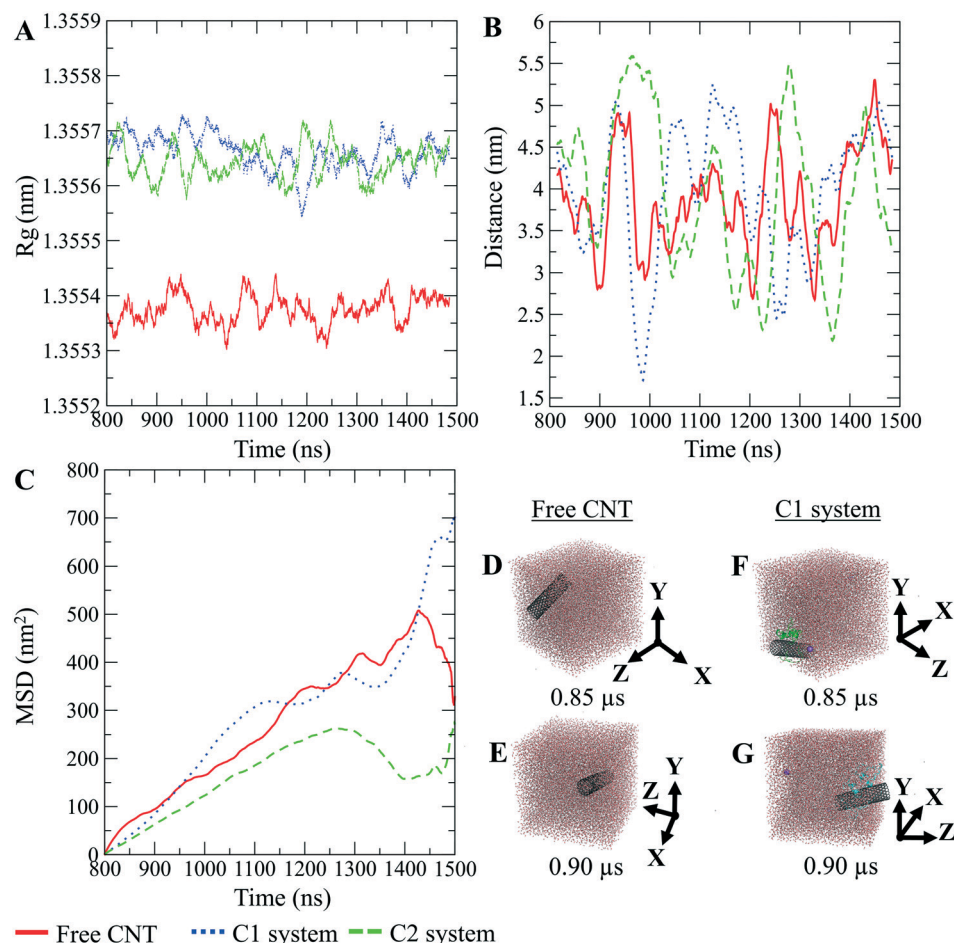 A
Rg (nm)
1.3559
1.3558
1.3557
1.3556
1.3555
1.3554
1.3553
1.3552
800 900 1000 1100 1200 1300 1400 1500
Time (ns)
B
Distance (nm)
6
5.5
5
4.5
4
3.5
3
2.5
2
1.5
800 900 1000 1100 1200 1300 1400 1500
Time (ns)
C
MSD (nm²)
800
700
600
500
400
300
200
100
0
800 900 1000 1100 1200 1300 1400 1500
Time (ns)
Free CNT
C1 system
D
Y
Z
X
0.85 µs
F
Y
X
Z
0.85 µs
E
Y
Z
X
0.90 µs
G
Y
X
Z
0.90 µs
Free CNT C1 system C2 system